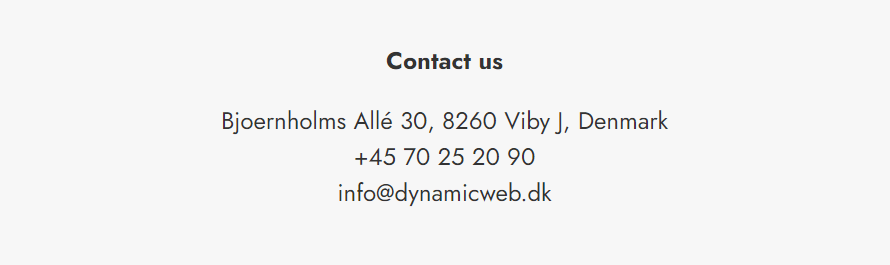 Contact us
Bjoernholms Allé 30, 8260 Viby J, Denmark
+45 70 25 20 90
info@dynamicweb.dk